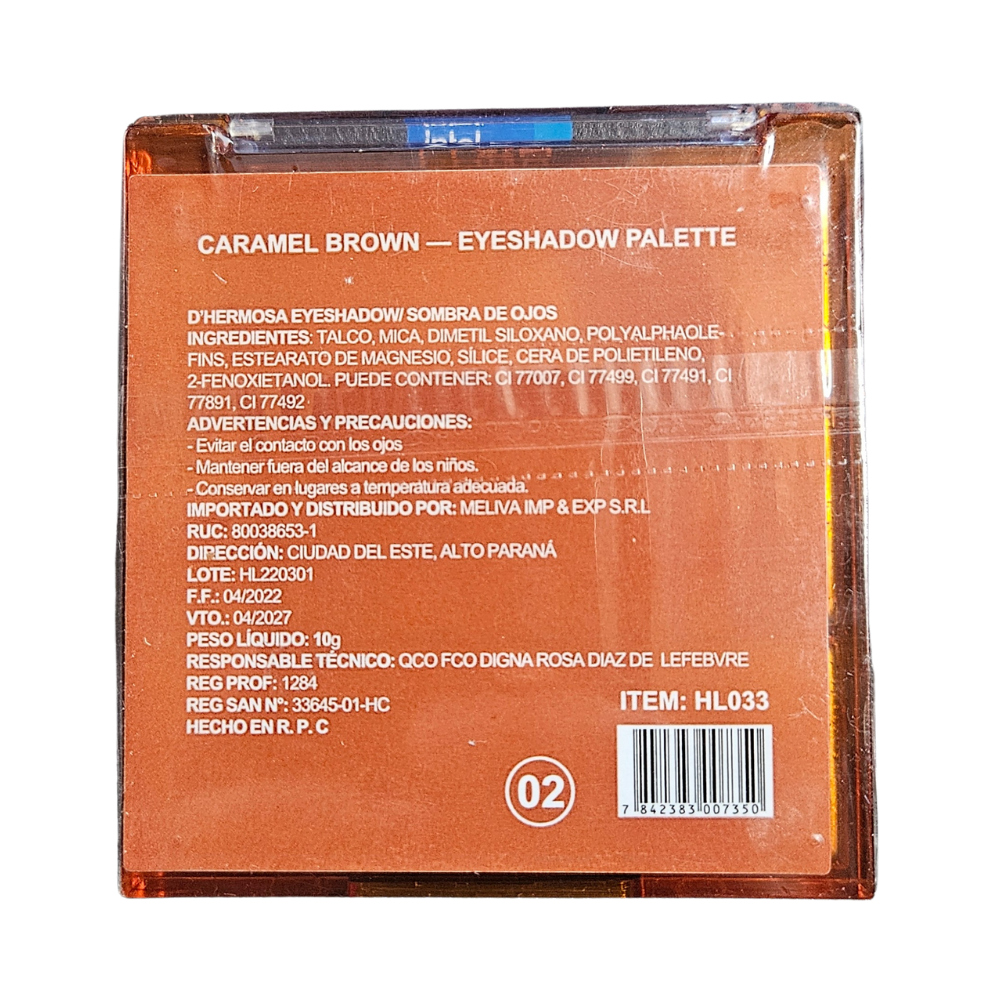 CARAMEL BROWN — EYESHADOW PALETTE
D'HERMOSA EYESHADOW/ SOMBRA DE OJOS
INGREDIENTES: TALCO, MICA, DIMETIL SILOXANO, POLYALPHAOLE-
FINS, ESTEARATO DE MAGNESIO, SÍLICE, CERA DE POLIETILENO,
2-FENOXIETANOL. PUEDE CONTENER: CI 77007, CI 77499, CI 77491, CI
77891, CI 77492
ADVERTENCIAS Y PRECAUCIONES:
- Evitar el contacto con los ojos
- Mantener fuera del alcance de los niños.
- Conservar en lugares a temperatura adecuada.
IMPORTADO Y DISTRIBUIDO POR: MELIVA IMP & EXP S.R.L
RUC: 80038653-1
DIRECCIÓN: CIUDAD DEL ESTE, ALTO PARANÁ
LOTE: HL220301
F.F.: 04/2022
VTO.: 04/2027
PESO LÍQUIDO: 10g
RESPONSABLE TÉCNICO: QCO FCO DIGNA ROSA DIAZ DE LEFEBVRE
REG PROF: 1284
REG SAN Nº: 33645-01-HC
HECHO EN R. P. C
ITEM: HL033
02
7 842383 007350